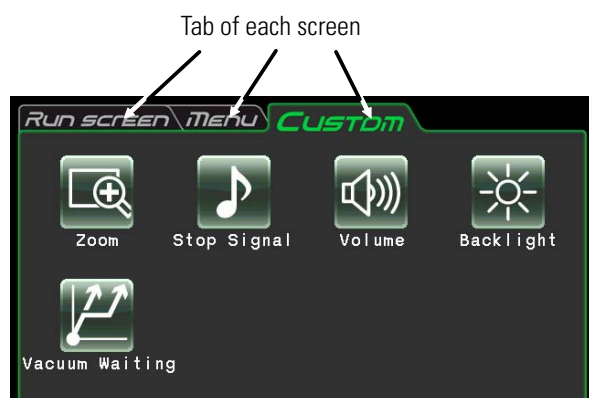 Tab of each screen
Run screen Menu Custom
Zoom Stop Signal Volume Backlight
Vacuum Waiting